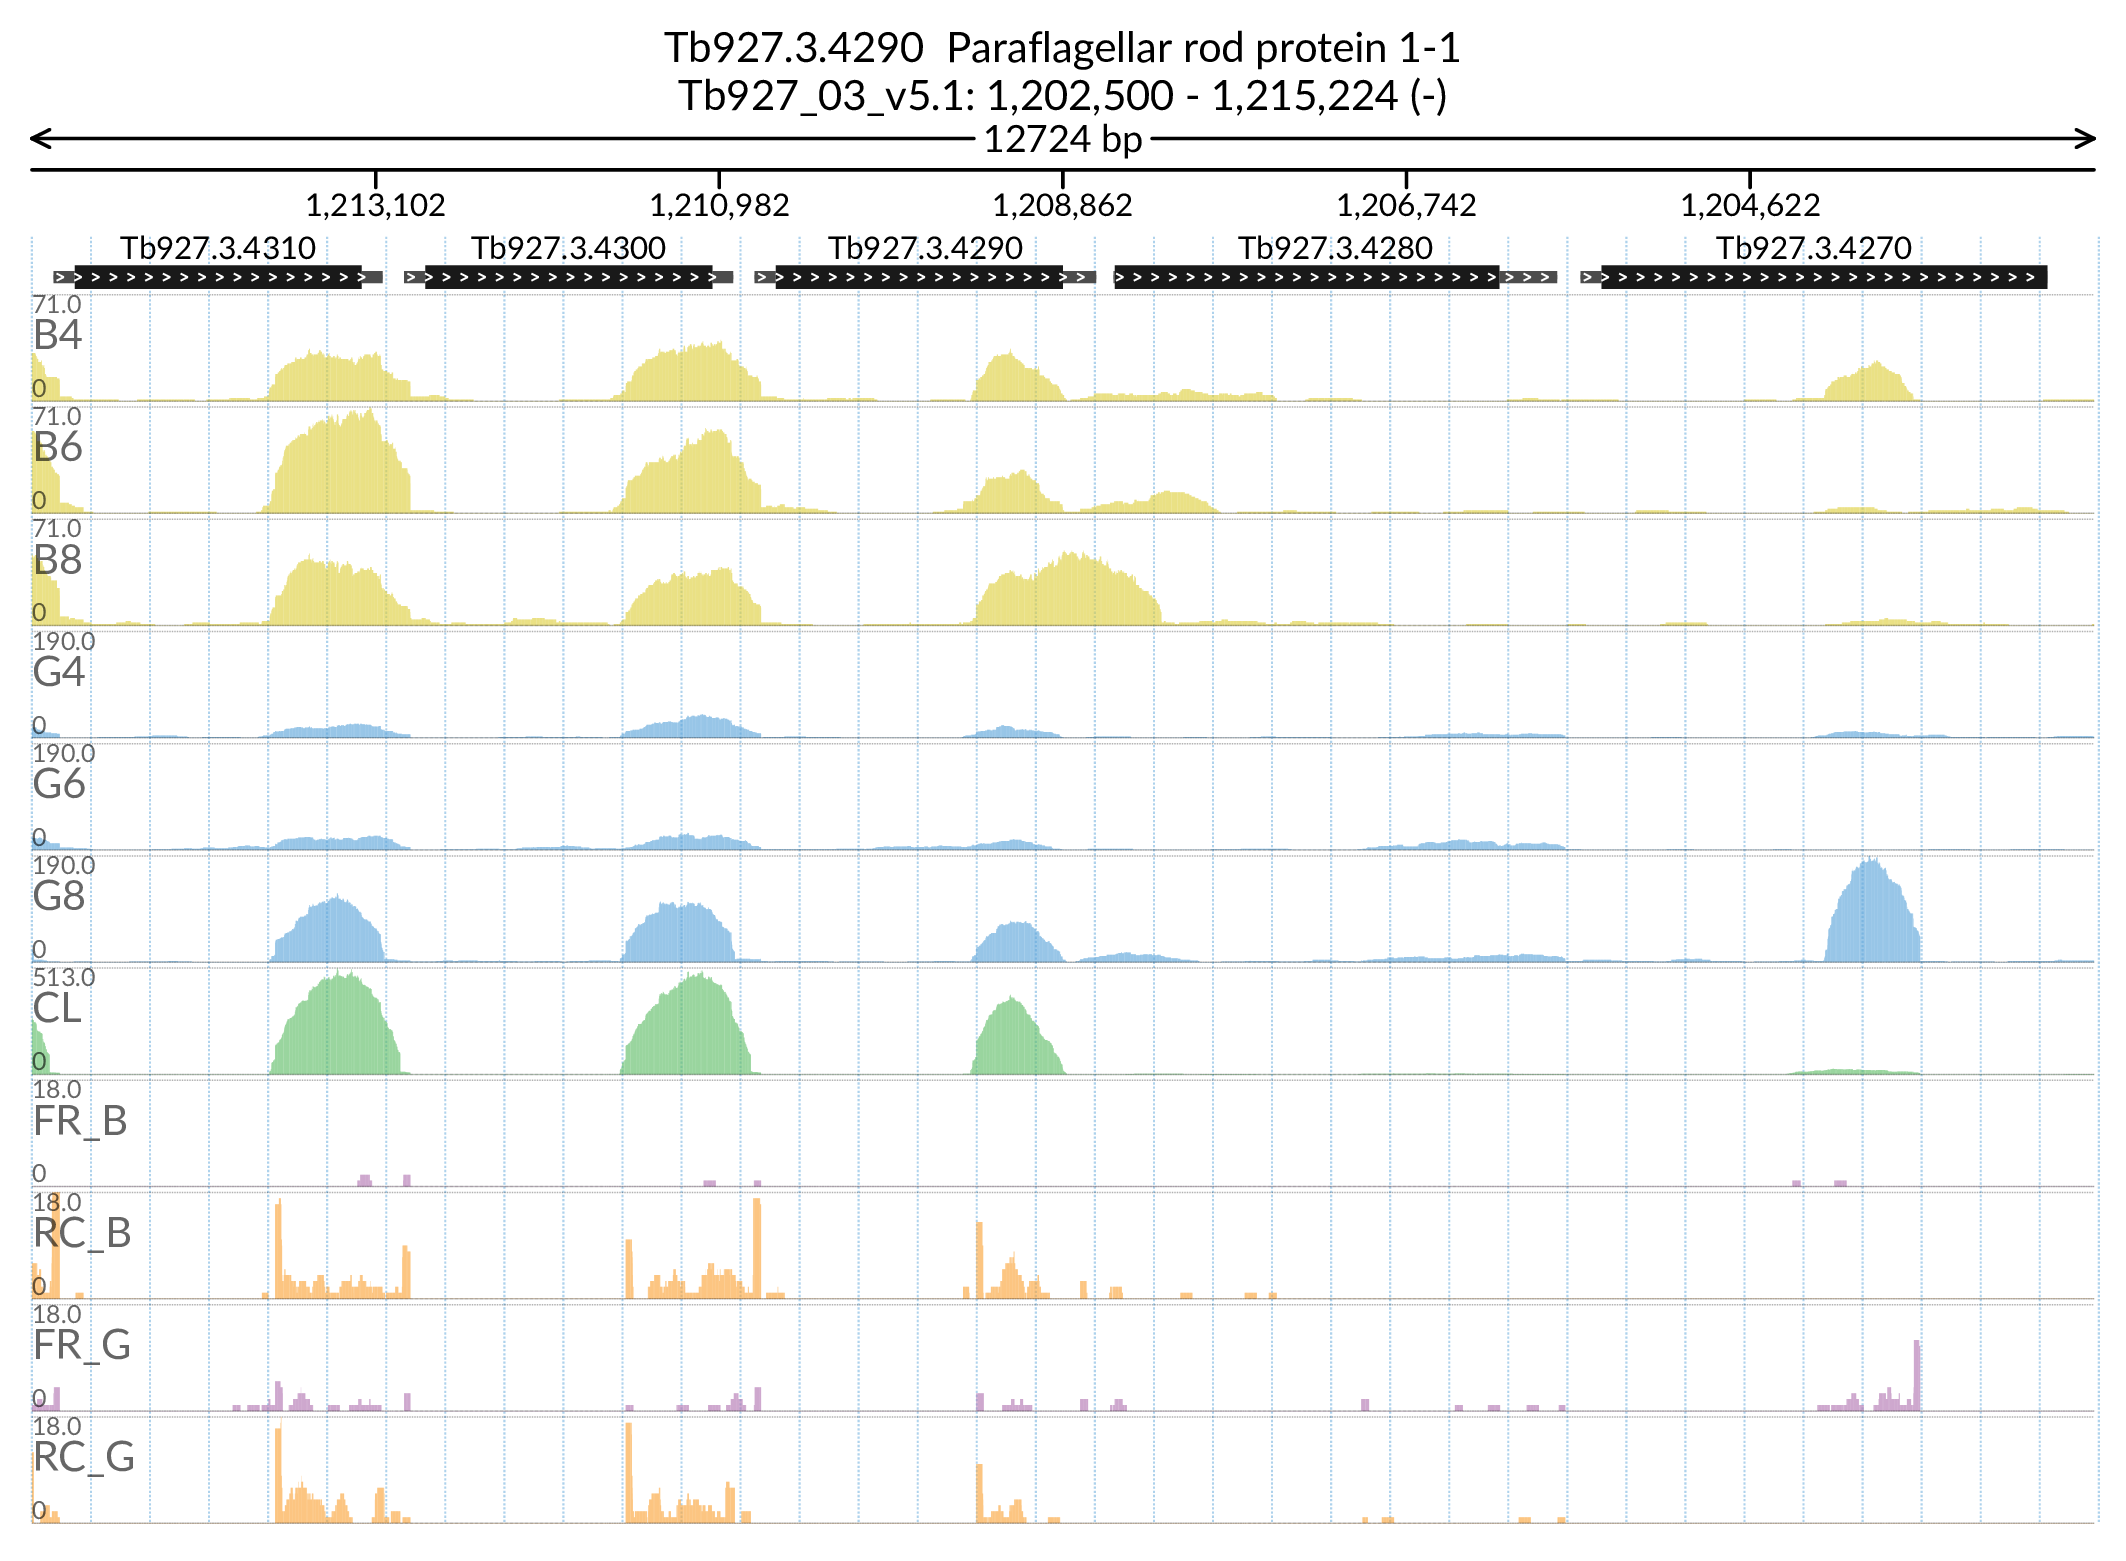 Tb927.3.4290  Paraflagellar rod protein 1-1
Tb927_03_v5.1: 1,202,500 - 1,215,224 (-)
12724 bp
1,213,102 1,210,982 1,208,862 1,206,742 1,204,622
Tb927.3.4310 Tb927.3.4300 Tb927.3.4290 Tb927.3.4280 Tb927.3.4270
71.0
B4
0
71.0
B6
0
71.0
B8
0
190.0
G4
0
190.0
G6
0
190.0
G8
0
513.0
CL
0
18.0
FR_B
0
18.0
RC_B
0
18.0
FR_G
0
18.0
RC_G
0